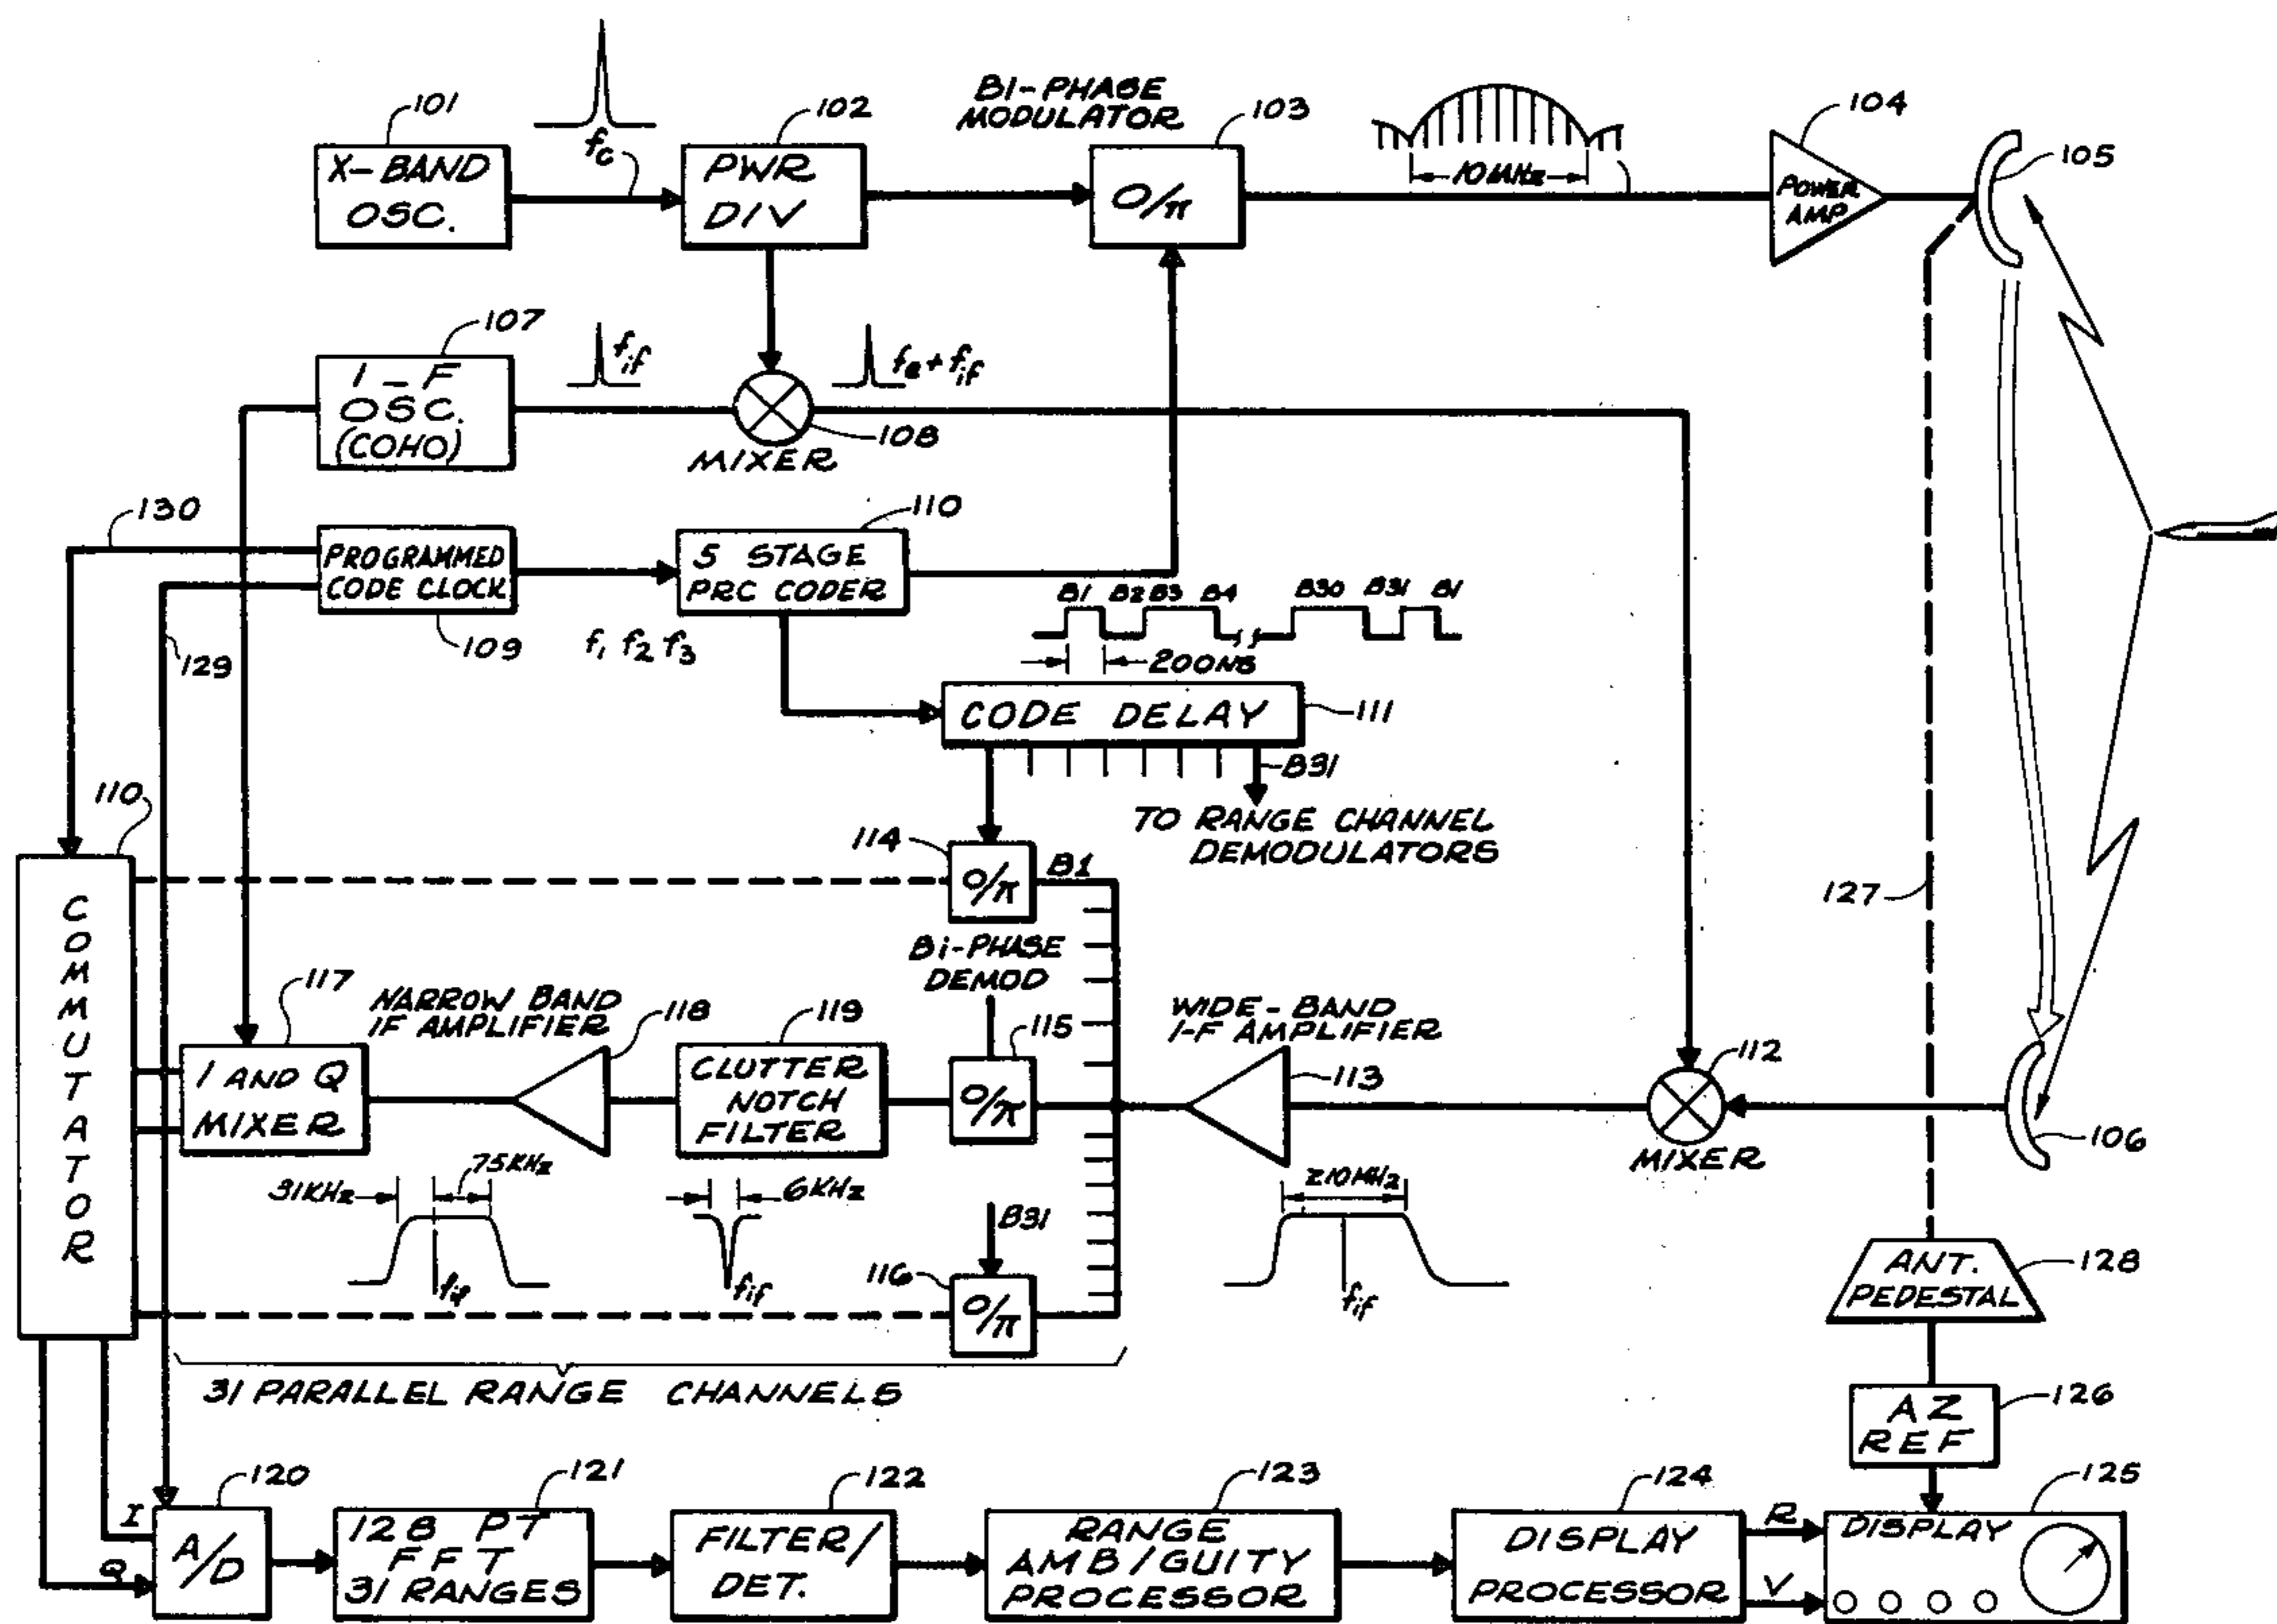 101
102
BI-PHASE
MODULATOR
103
104
105
X-BAND
OSC.
fc
PWR
DIV
O/π
10MHz
POWER
AMP
107
I-F
OSC.
(COHO)
fif
fe+fif
108
MIXER
130
PROGRAMMED
CODE CLOCK
109
129
f1 f2 f3
110
5 STAGE
PRC CODER
B1 B2 B3 B4 B30 B31 B1
200NS
CODE DELAY
111
B31
TO RANGE CHANNEL
DEMODULATORS
110
COMMUTATOR
114
O/π
B1
Bi-PHASE
DEMOD
127
117
I AND Q
MIXER
NARROW BAND
IF AMPLIFIER
118
119
CLUTTER
NOTCH
FILTER
115
O/π
WIDE-BAND
I-F AMPLIFIER
113
112
MIXER
106
31KHz
75KHz
fif
6KHz
fif
B31
116
O/π
≥10MHz
fif
ANT.
PEDESTAL
128
31 PARALLEL RANGE CHANNELS
AZ
REF
126
I
Q
120
A/D
121
128 PT
FFT
31 RANGES
122
FILTER/
DET.
123
RANGE
AMB/GUITY
PROCESSOR
124
DISPLAY
PROCESSOR
R
V
125
DISPLAY